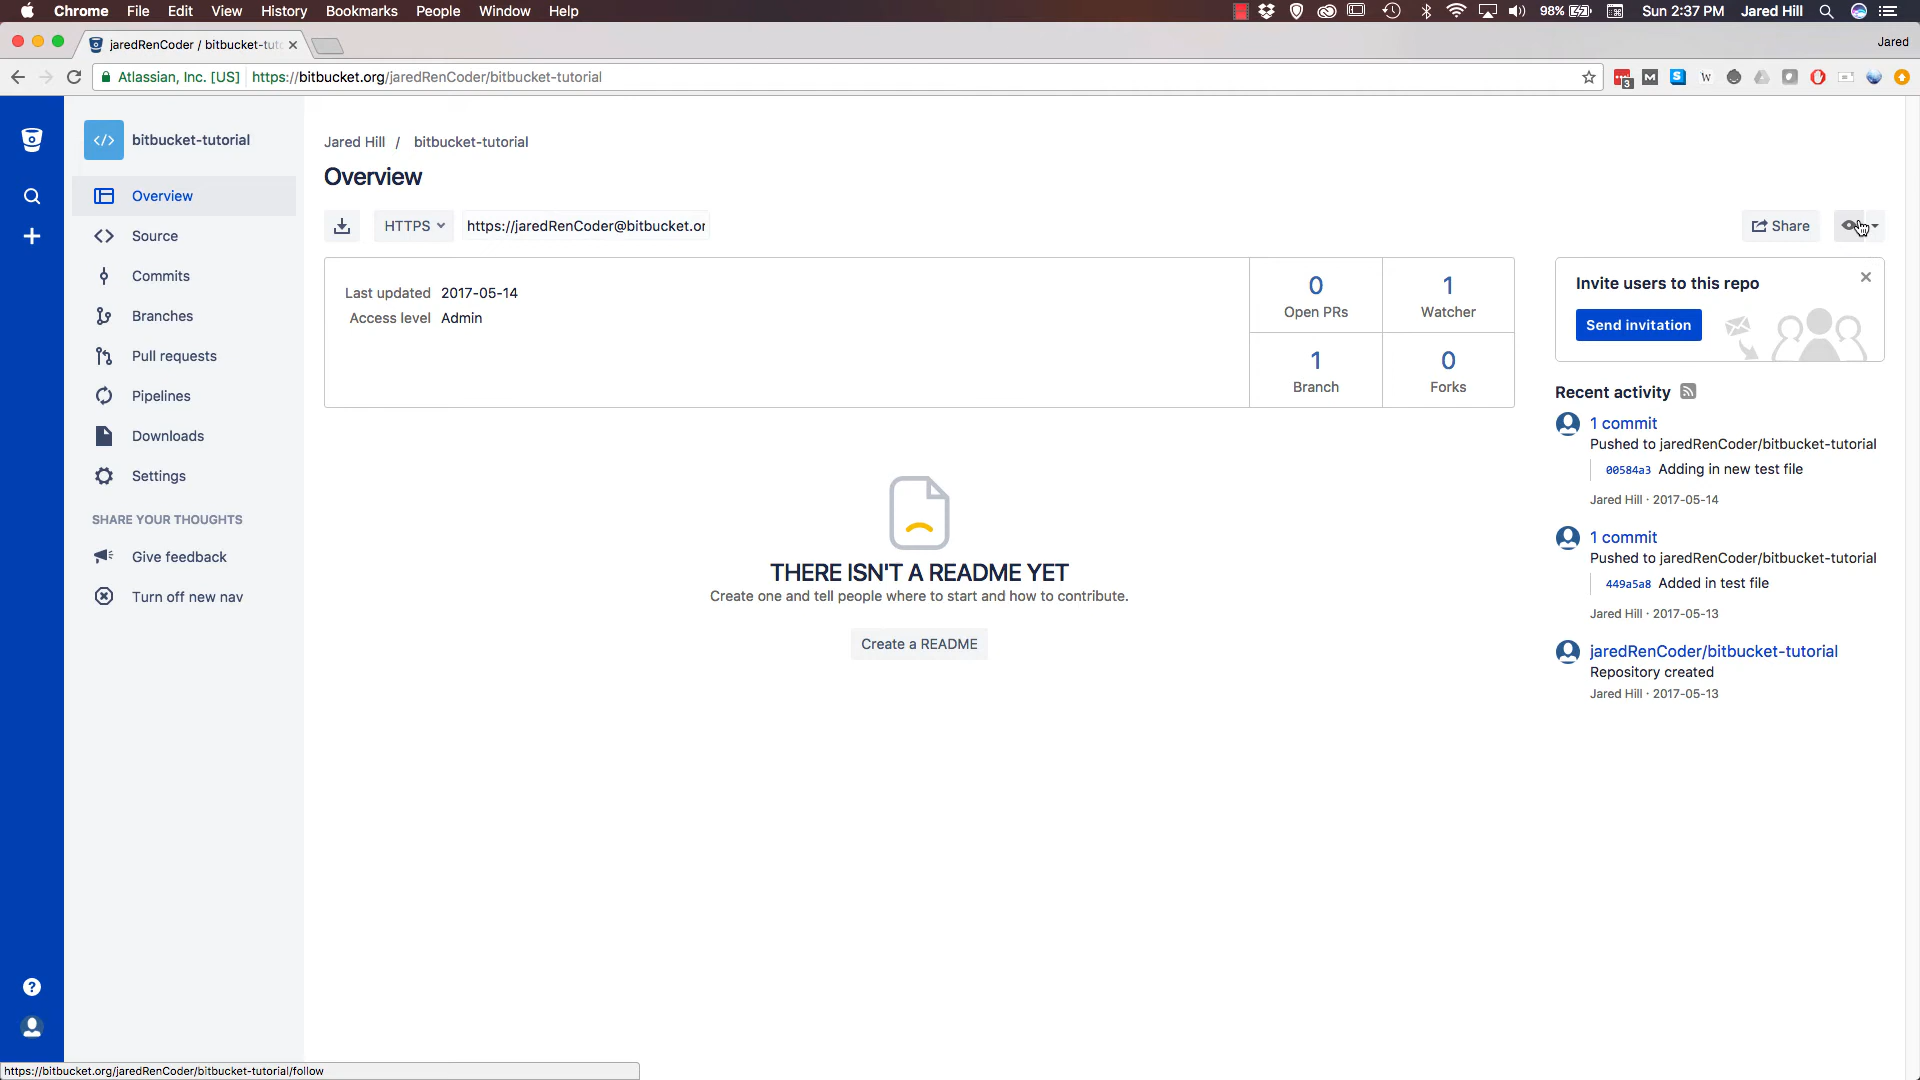 Chrome File Edit View History Bookmarks People Window Help 98% Sun 2:37 PM Jared Hill
jaredRenCoder / bitbucket-tuto
Jared
Atlassian, Inc. [US] https://bitbucket.org/jaredRenCoder/bitbucket-tutorial
3
</> bitbucket-tutorial
Overview
Source
Commits
Branches
Pull requests
Pipelines
Downloads
Settings
SHARE YOUR THOUGHTS
Give feedback
Turn off new nav
Jared Hill / bitbucket-tutorial
Overview
HTTPS https://jaredRenCoder@bitbucket.or
Share
Last updated 2017-05-14
Access level Admin
0
Open PRs
1
Watcher
1
Branch
0
Forks
THERE ISN'T A README YET
Create one and tell people where to start and how to contribute.
Create a README
Invite users to this repo
Send invitation
Recent activity
1 commit
Pushed to jaredRenCoder/bitbucket-tutorial
00584a3 Adding in new test file
Jared Hill · 2017-05-14
1 commit
Pushed to jaredRenCoder/bitbucket-tutorial
449a5a8 Added in test file
Jared Hill · 2017-05-13
jaredRenCoder/bitbucket-tutorial
Repository created
Jared Hill · 2017-05-13
https://bitbucket.org/jaredRenCoder/bitbucket-tutorial/follow